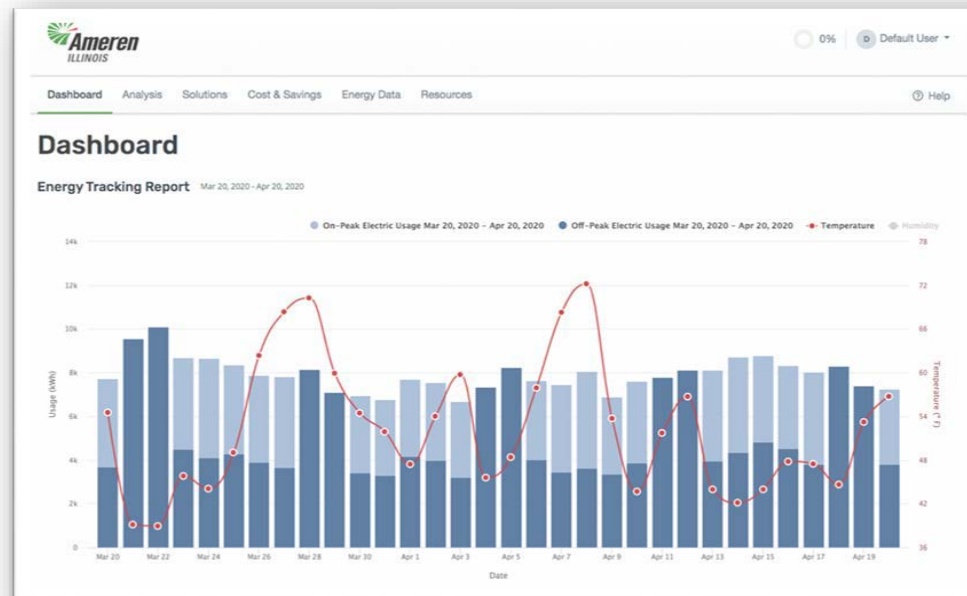 Ameren
ILLINOIS
0%
D
Default User
Dashboard Analysis Solutions Cost & Savings Energy Data Resources
Help
Dashboard
Energy Tracking Report Mar 20, 2020 - Apr 20, 2020
On-Peak Electric Usage Mar 20, 2020 - Apr 20, 2020 Off-Peak Electric Usage Mar 20, 2020 - Apr 20, 2020 Temperature Humidity
14k 78
12k 72
10k 66
8k 60
6k 54
4k 48
2k 42
0 36
Usage (kWh)
Temperature (°F)
Mar 20 Mar 22 Mar 24 Mar 26 Mar 28 Mar 30 Apr 1 Apr 3 Apr 5 Apr 7 Apr 9 Apr 11 Apr 13 Apr 15 Apr 17 Apr 19
Date